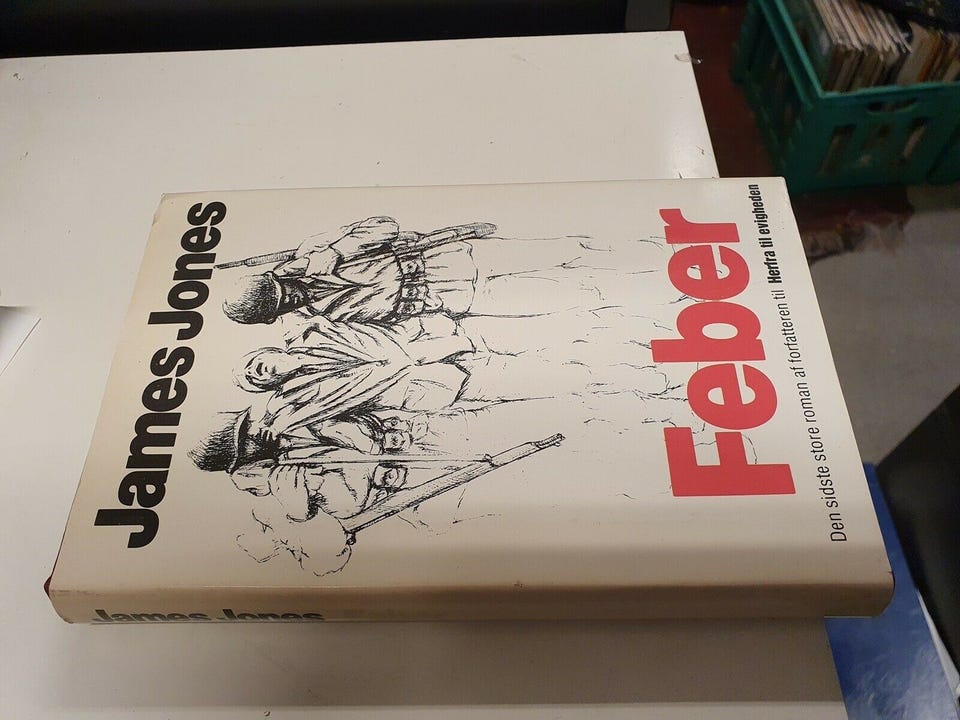 James Jones
Feber
Den sidste store roman af forfatteren til Herfra til evigheden
James Jones